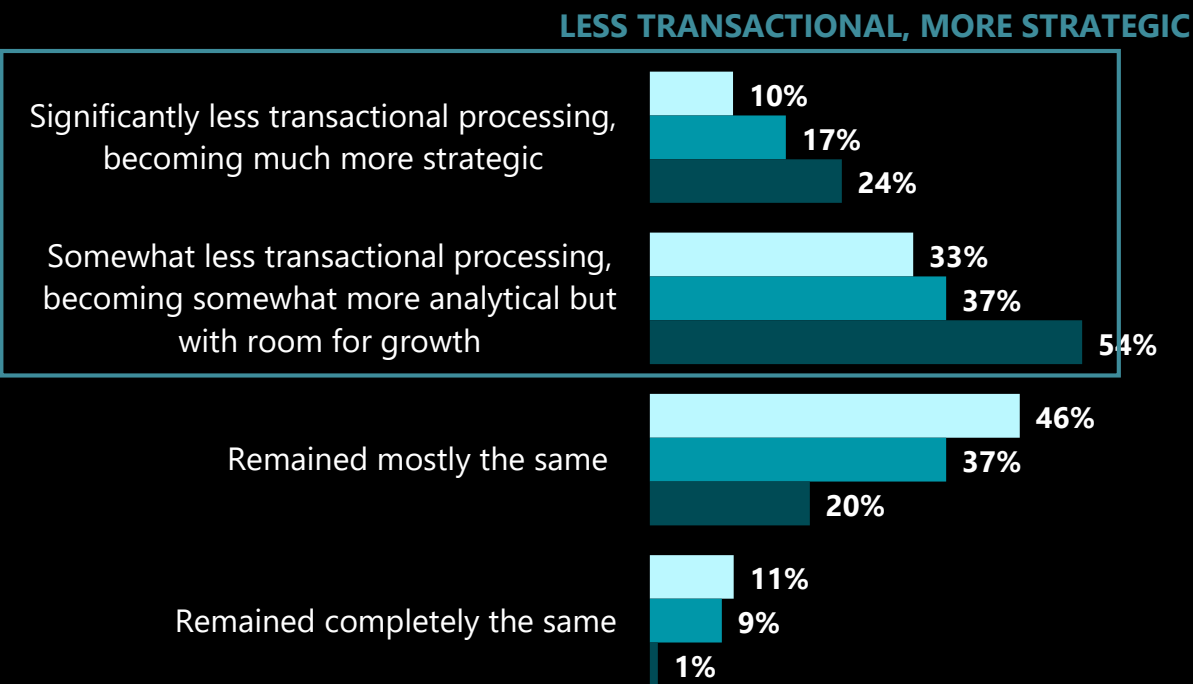 LESS TRANSACTIONAL, MORE STRATEGIC
Significantly less transactional processing,
becoming much more strategic
10%
17%
24%
Somewhat less transactional processing,
becoming somewhat more analytical but
with room for growth
33%
37%
54%
Remained mostly the same
46%
37%
20%
Remained completely the same
11%
9%
1%